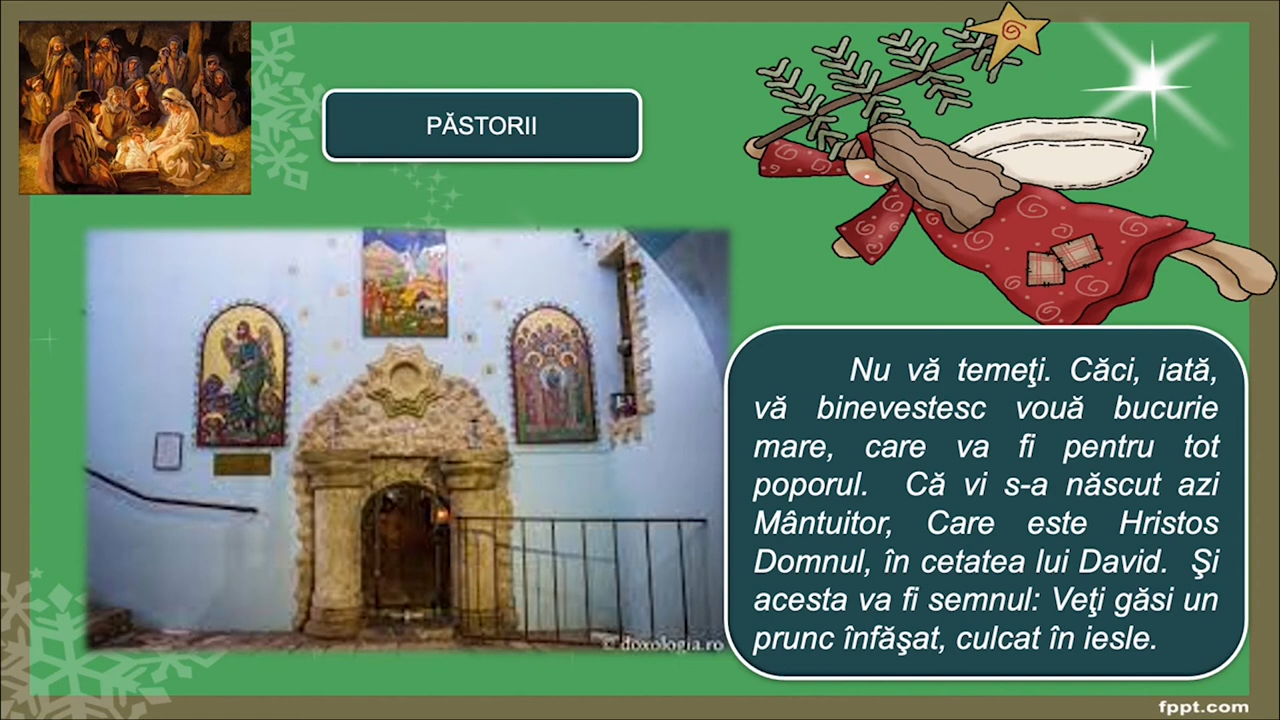 PĂSTORII
Nu vă temeţi. Căci, iată,
vă binevestesc vouă bucurie
mare, care va fi pentru tot
poporul. Că vi s-a născut azi
Mântuitor, Care este Hristos
Domnul, în cetatea lui David. Şi
acesta va fi semnul: Veţi găsi un
prunc înfăşat, culcat în iesle.
© doxologia.ro
fppt.com